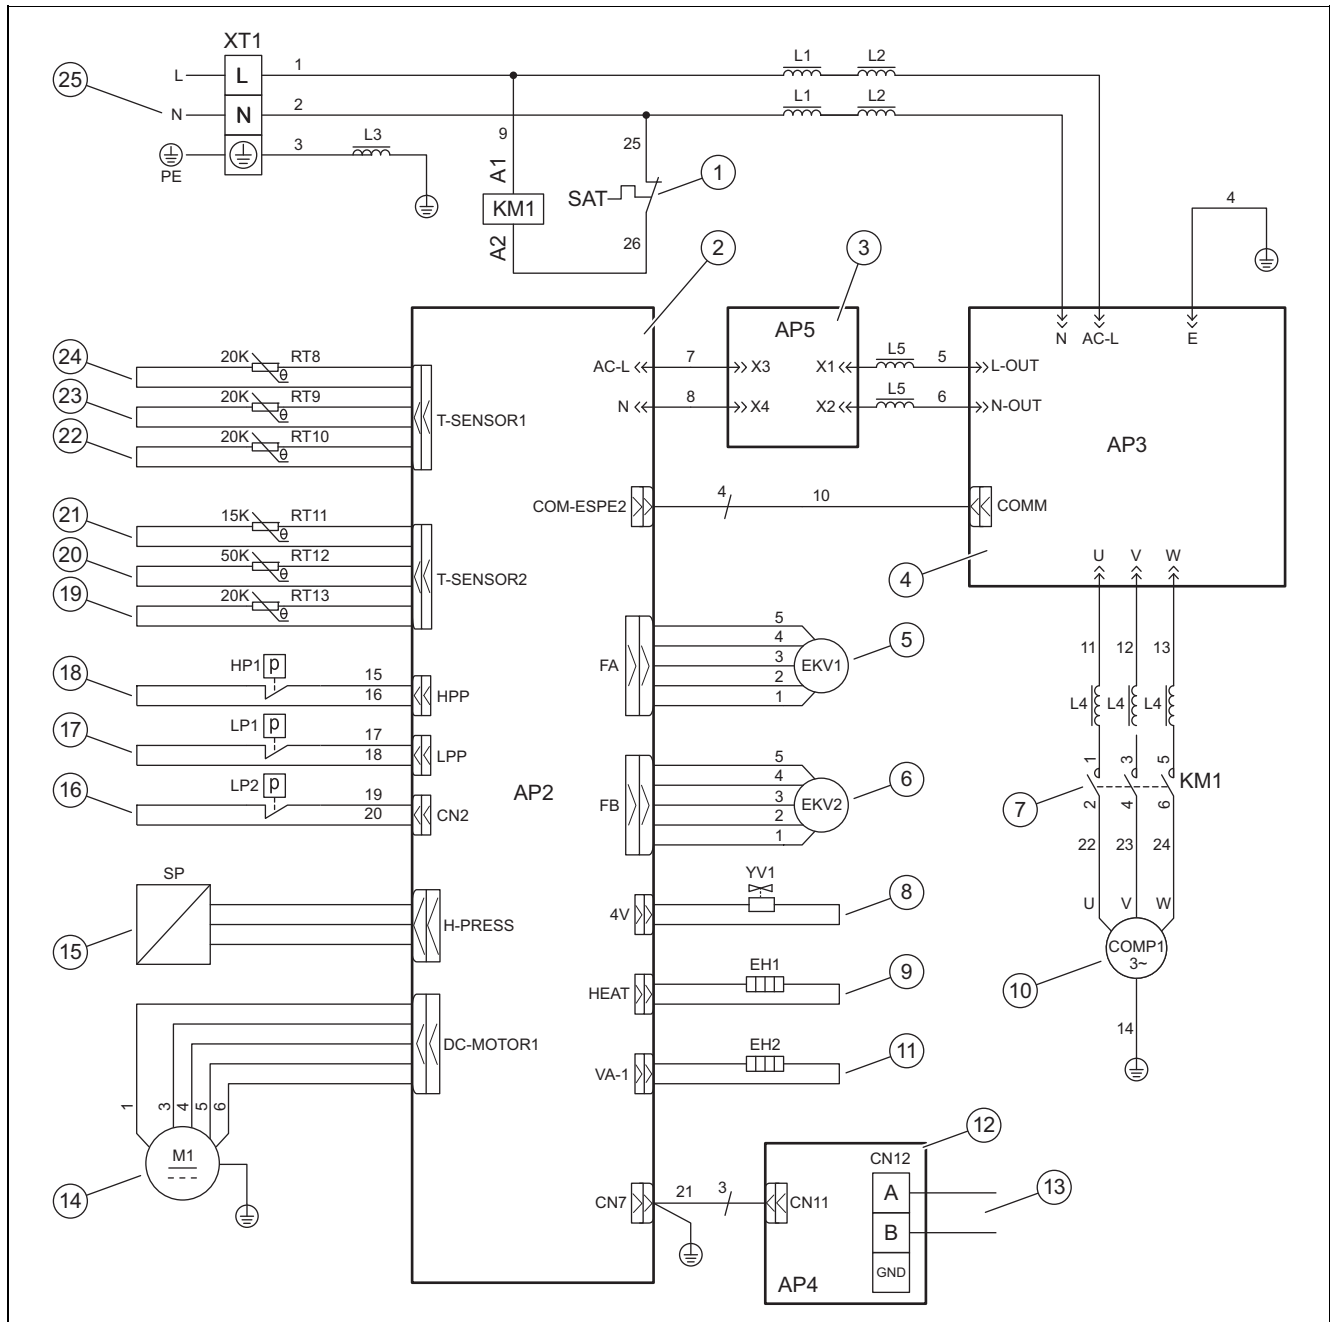 XT1
L L 1 L1 L2
25
N N 2 L1 L2
9 25
3 L3
PE
A1 1
SAT
KM1
4
A2 26
2 3
AP5
N AC-L E
24 20K RT8 θ
AC-L 7 X3 X1 L5 5 L-OUT
23 20K RT9 θ
T-SENSOR1
N 8 X4 X2 L5 6 N-OUT
22 20K RT10 θ
AP3
COM-ESPE2 4 10 COMM
21 15K RT11 θ
20 50K RT12 θ
T-SENSOR2
19 20K RT13 θ
4
U V W
FA 5 4 3 2 1 EKV1 5
11 12 13
18 HP1 p 15 16 HPP
L4 L4 L4
17 LP1 p 17 18 LPP
16 LP2 p 19 20 CN2
AP2
FB 5 4 3 2 1 EKV2 6
7 1 2 3 4 5 6 KM1
22 23 24
SP
15
H-PRESS
4V YV1 8
U V W
COMP1
3~
10
HEAT EH1 9
14
DC-MOTOR1
VA-1 EH2 11
1 3 4 5 6
M1
14
12
CN12
CN7 21 3 CN11
A
13
B
GND
AP4